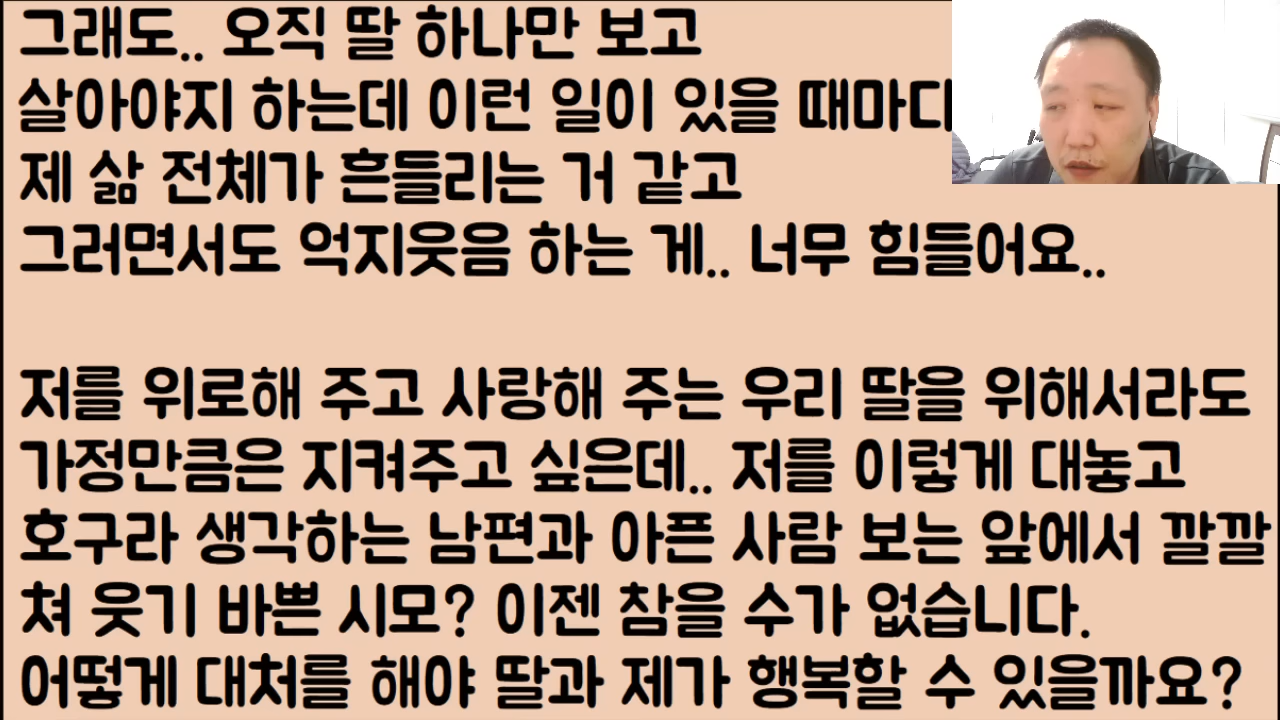 그래도.. 오직 딸 하나만 보고
살아야지 하는데 이런 일이 있을 때마다
제 삶 전체가 흔들리는 거 같고
그러면서도 억지웃음 하는 게.. 너무 힘들어요..
저를 위로해 주고 사랑해 주는 우리 딸을 위해서라도
가정만큼은 지켜주고 싶은데.. 저를 이렇게 대놓고
호구라 생각하는 남편과 아픈 사람 보는 앞에서 깔깔
쳐 웃기 바쁜 시모? 이젠 참을 수가 없습니다.
어떻게 대처를 해야 딸과 제가 행복할 수 있을까요?